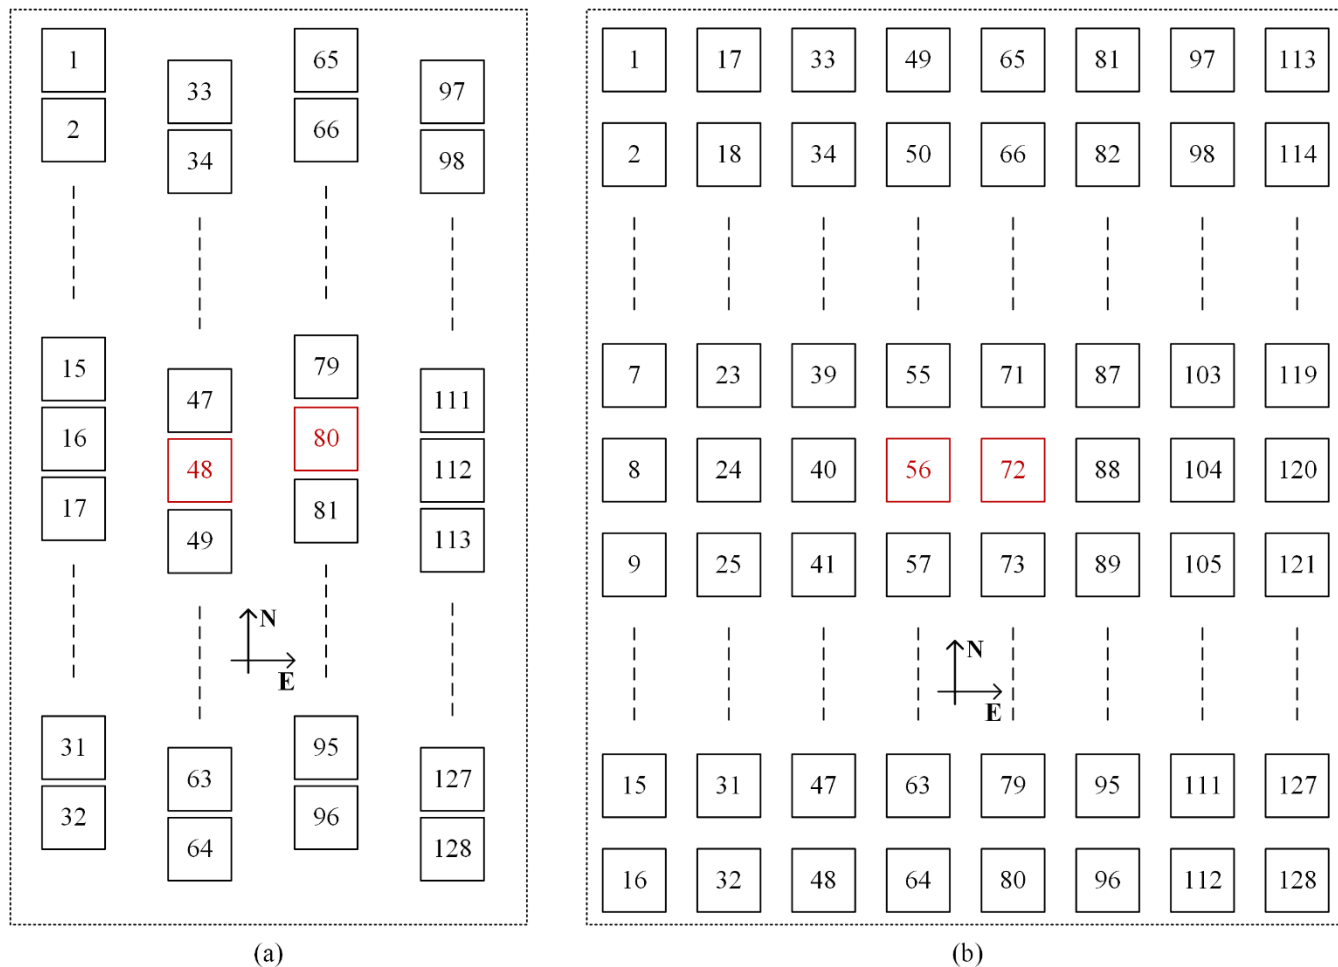 1 65
33 97
2 66
34 98
15 79
47 111
16 80
48 112
17 81
49 113
N
E
31 95
63 127
32 96
64 128
(a)
1 17 33 49 65 81 97 113
2 18 34 50 66 82 98 114
7 23 39 55 71 87 103 119
8 24 40 56 72 88 104 120
9 25 41 57 73 89 105 121
N
E
15 31 47 63 79 95 111 127
16 32 48 64 80 96 112 128
(b)